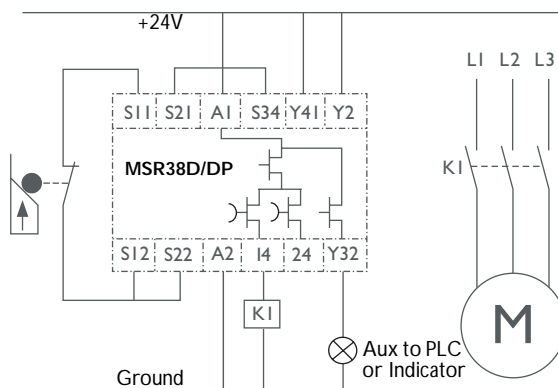 +24V
L1 L2 L3
S11 S21 A1 S34 Y41 Y2
MSR38D/DP
K1
S12 S22 A2 14 24 Y32
K1
M
Aux to PLC
or Indicator
Ground